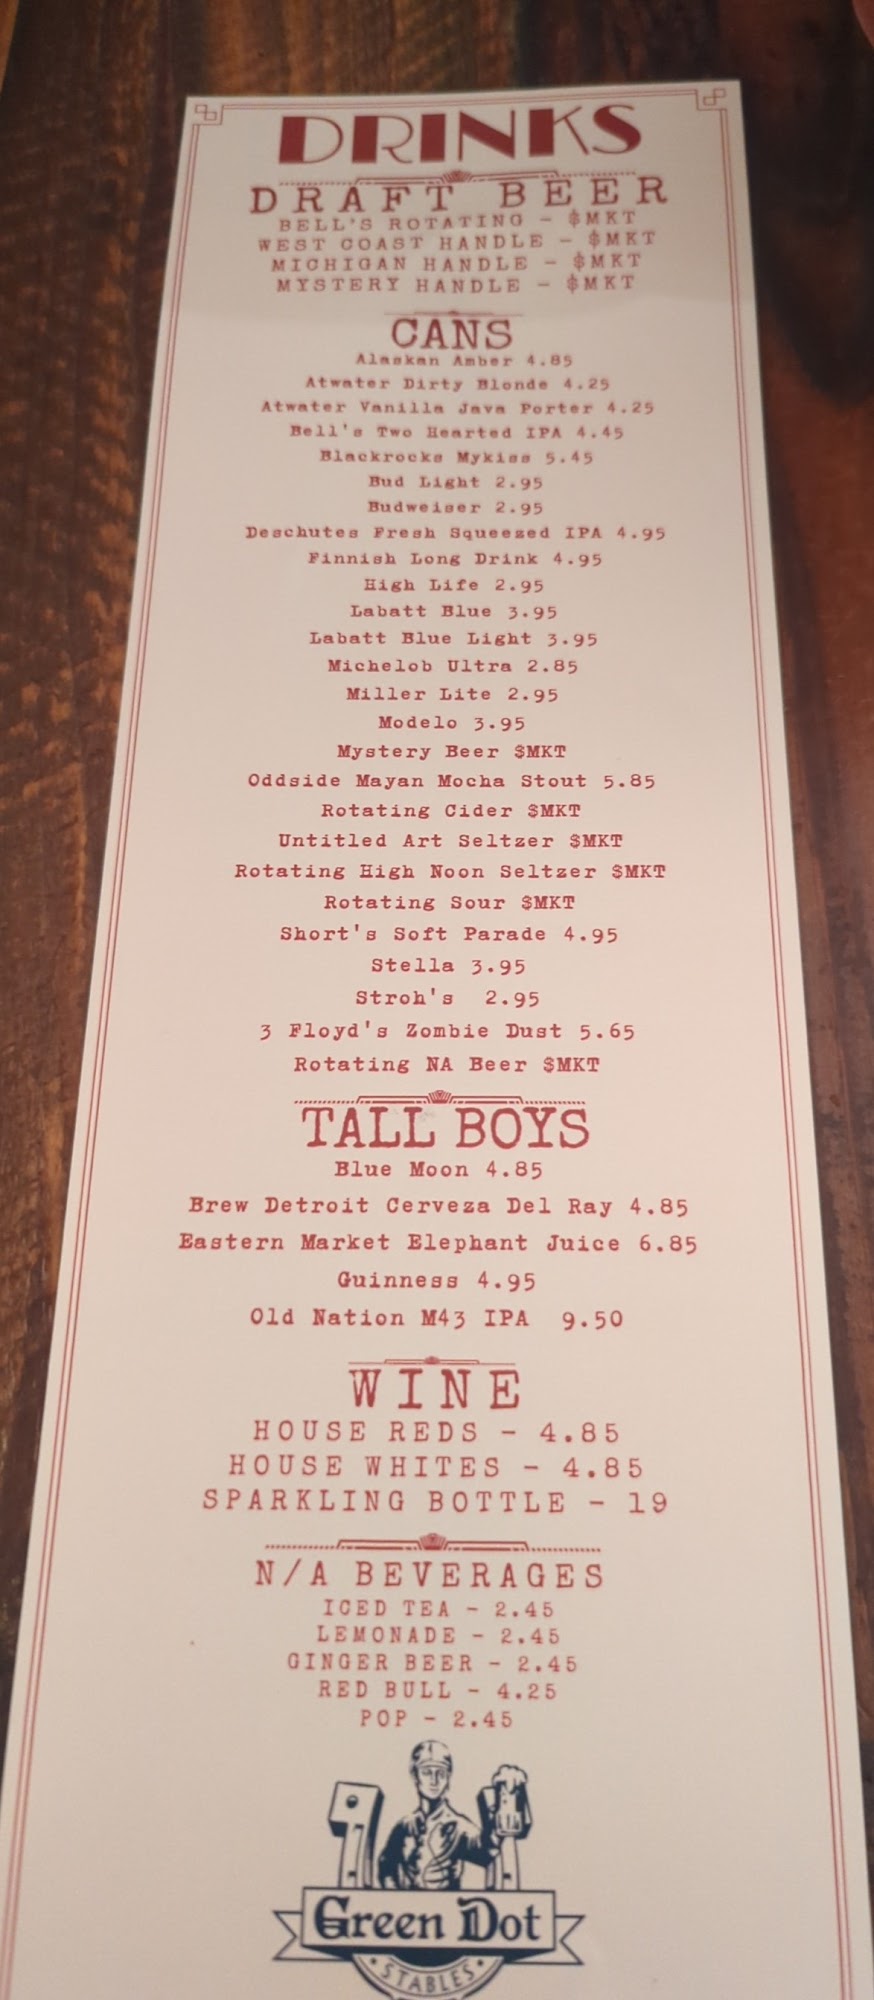 DRINKS
DRAFT BEER
BELL'S ROTATING - $MKT
WEST COAST HANDLE - $MKT
MICHIGAN HANDLE - $MKT
MYSTERY HANDLE - $MKT
CANS
Alaskan Amber 4.85
Atwater Dirty Blonde 4.25
Atwater Vanilla Java Porter 4.25
Bell's Two Hearted IPA 4.45
Blackrocks Mykiss 5.45
Bud Light 2.95
Budweiser 2.95
Deschutes Fresh Squeezed IPA 4.95
Finnish Long Drink 4.95
High Life 2.95
Labatt Blue 3.95
Labatt Blue Light 3.95
Michelob Ultra 2.85
Miller Lite 2.95
Modelo 3.95
Mystery Beer $MKT
Oddside Mayan Mocha Stout 5.85
Rotating Cider $MKT
Untitled Art Seltzer $MKT
Rotating High Noon Seltzer $MKT
Rotating Sour $MKT
Short's Soft Parade 4.95
Stella 3.95
Stroh's 2.95
3 Floyd's Zombie Dust 5.65
Rotating NA Beer $MKT
TALL BOYS
Blue Moon 4.85
Brew Detroit Cerveza Del Ray 4.85
Eastern Market Elephant Juice 6.85
Guinness 4.95
Old Nation M43 IPA 9.50
WINE
HOUSE REDS - 4.85
HOUSE WHITES - 4.85
SPARKLING BOTTLE - 19
N/A BEVERAGES
ICED TEA - 2.45
LEMONADE - 2.45
GINGER BEER - 2.45
RED BULL - 4.25
POP - 2.45
Green Dot
STABLES